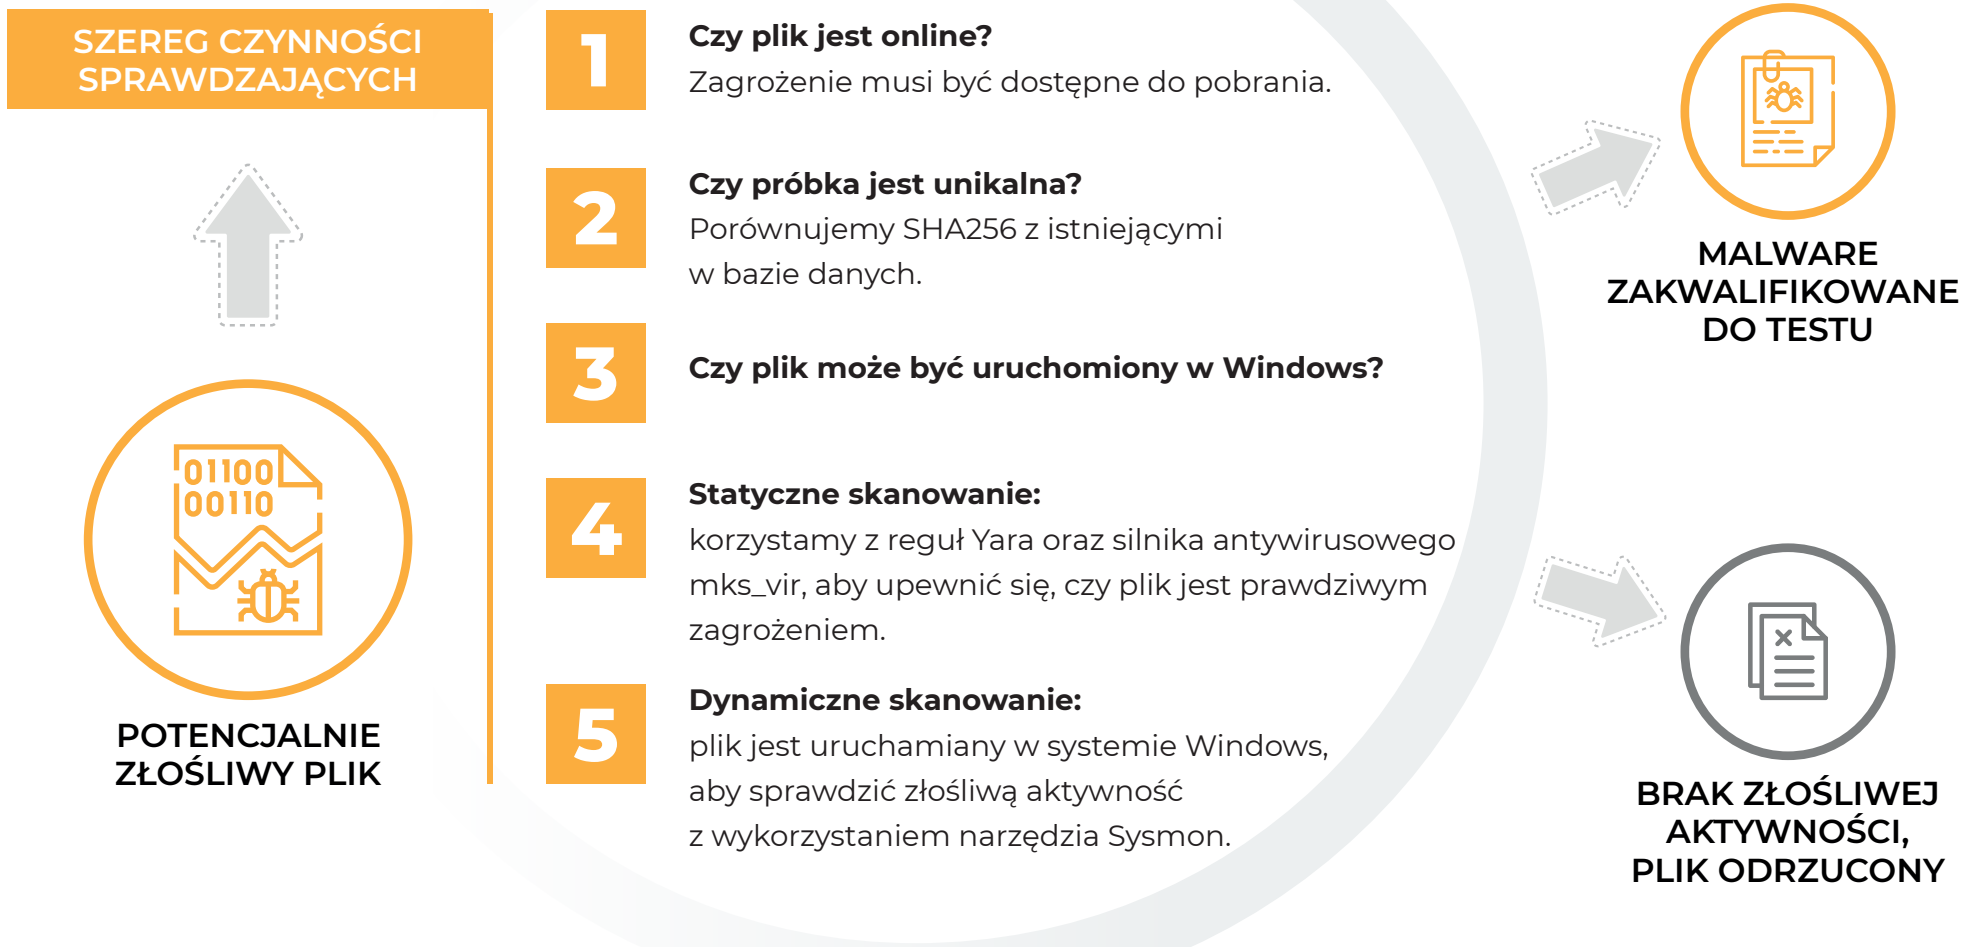 SZEREG CZYNNOŚCI
SPRAWDZAJĄCYCH
01100
00110
POTENCJALNIE
ZŁOŚLIWY PLIK
1
Czy plik jest online?
Zagrożenie musi być dostępne do pobrania.
2
Czy próbka jest unikalna?
Porównujemy SHA256 z istniejącymi
w bazie danych.
3
Czy plik może być uruchomiony w Windows?
4
Statyczne skanowanie:
korzystamy z reguł Yara oraz silnika antywirusowego
mks_vir, aby upewnić się, czy plik jest prawdziwym
zagrożeniem.
5
Dynamiczne skanowanie:
plik jest uruchamiany w systemie Windows,
aby sprawdzić złośliwą aktywność
z wykorzystaniem narzędzia Sysmon.
MALWARE
ZAKWALIFIKOWANE
DO TESTU
BRAK ZŁOŚLIWEJ
AKTYWNOŚCI,
PLIK ODRZUCONY